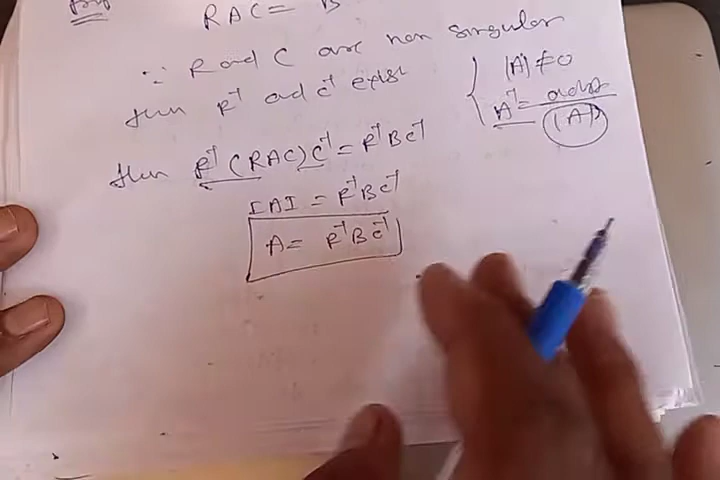 RAC = B
∵ R and C are non singular
then R⁻¹ and C⁻¹ exist
{ |A| ≠ 0
A⁻¹ = adjA / |A|
then R⁻¹(RAC)C⁻¹ = R⁻¹BC⁻¹
IAI = R⁻¹BC⁻¹
A = R⁻¹BC⁻¹